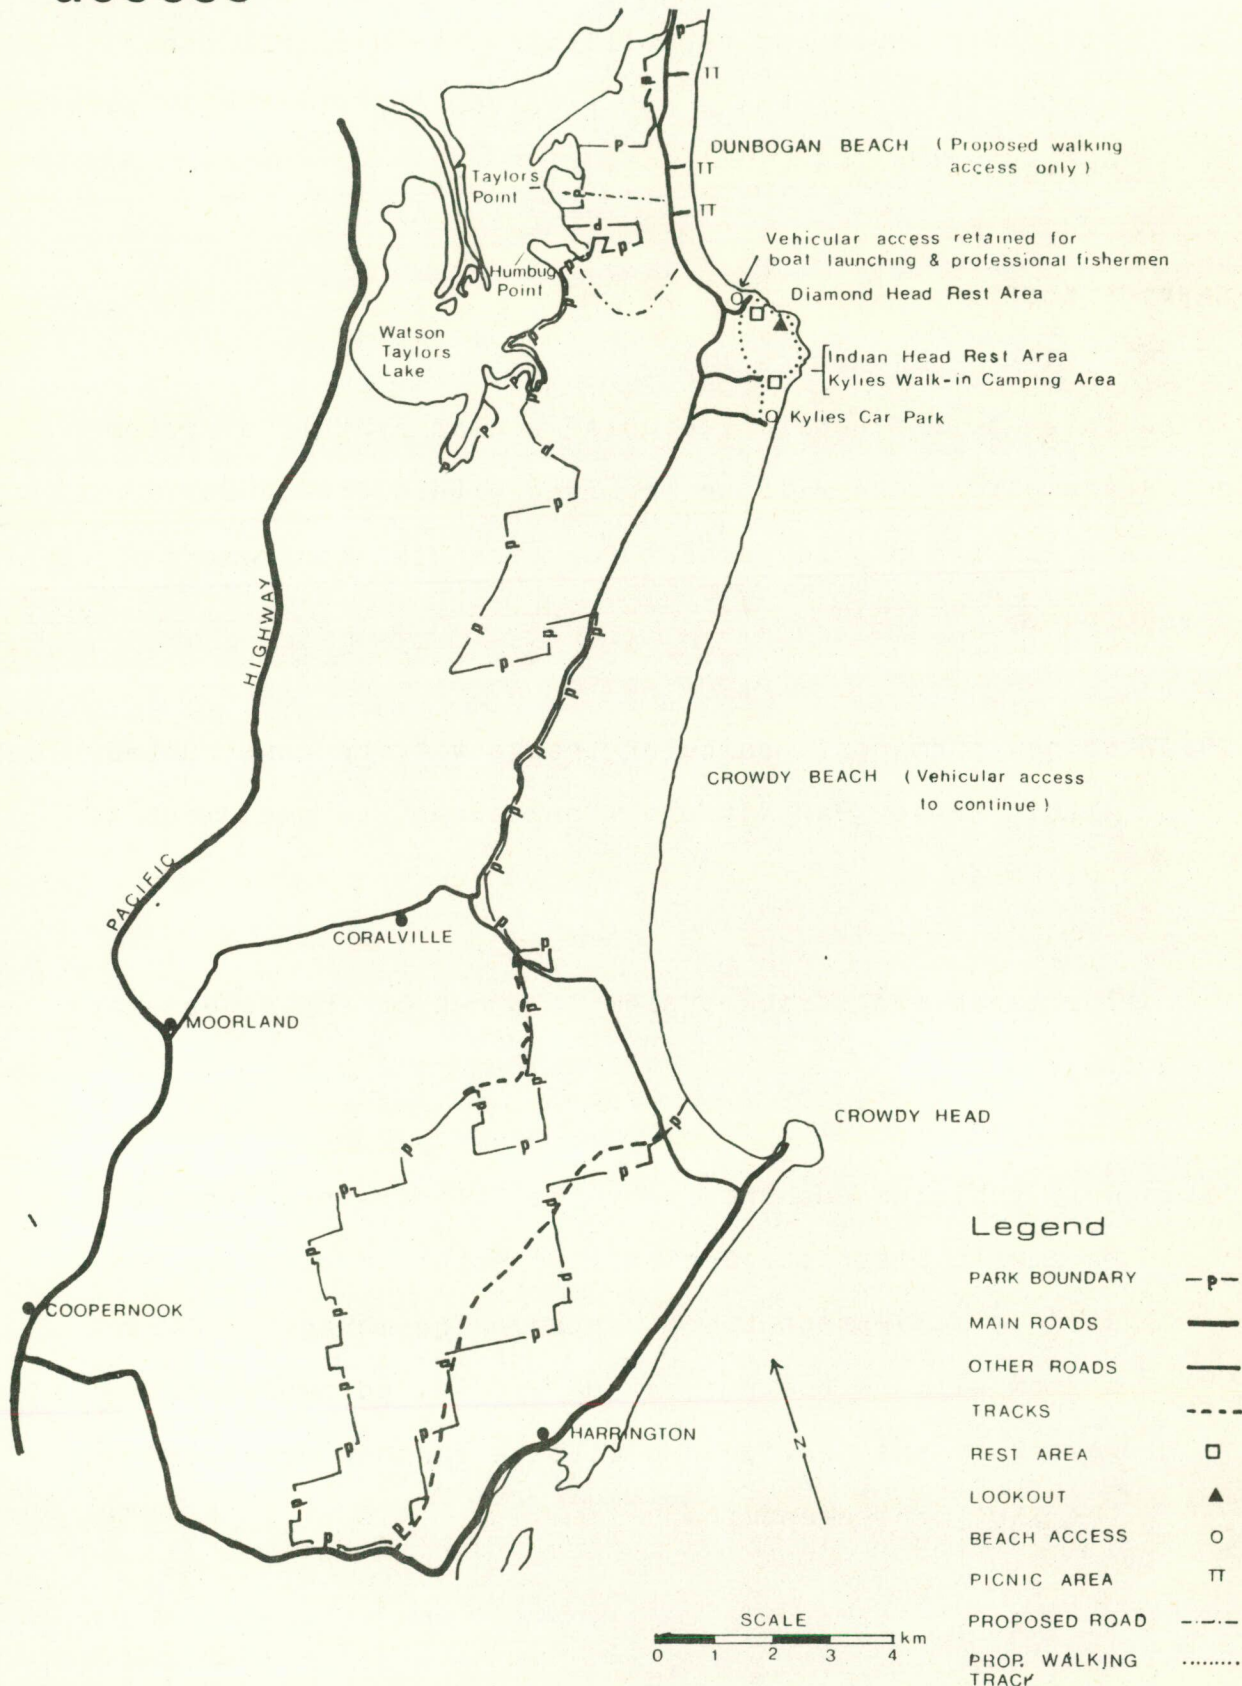 TT
DUNBOGAN BEACH ( Proposed walking
access only )
Taylors
Point
TT
TT
Vehicular access retained for
boat launching & professional fishermen
Humbug
Point
Diamond Head Rest Area
Watson
Taylors
Lake
Indian Head Rest Area
Kylies Walk-in Camping Area
Kylies Car Park
HIGHWAY
CROWDY BEACH ( Vehicular access
to continue )
PACIFIC
CORALVILLE
MOORLAND
CROWDY HEAD
COOPERNOOK
HARRINGTON
N
Legend
PARK BOUNDARY –p–
MAIN ROADS
OTHER ROADS
TRACKS
REST AREA
LOOKOUT
BEACH ACCESS
PICNIC AREA TT
PROPOSED ROAD
PROP. WALKING
TRACK
SCALE
km
0 1 2 3 4